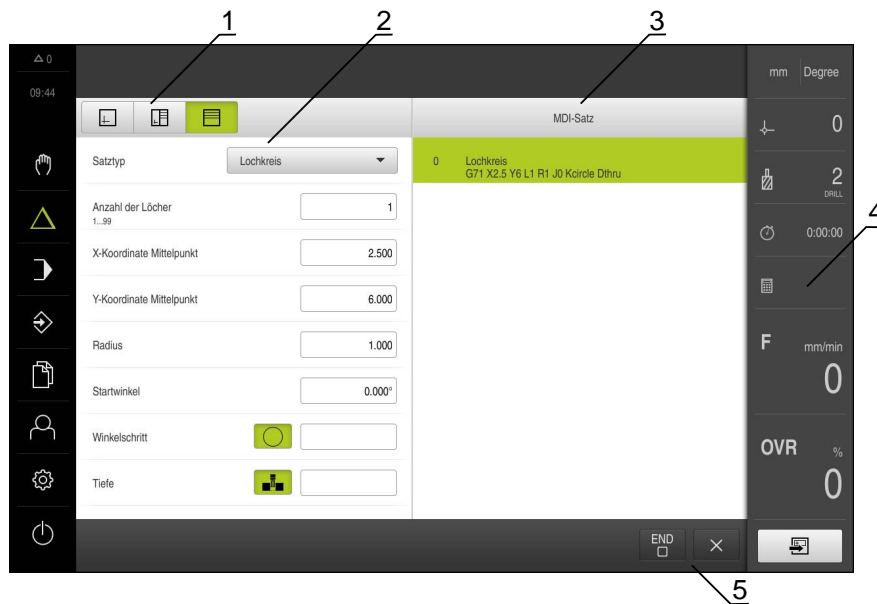 1
2
3
4
5
0
09:44
mm Degree
MDI-Satz
0
Satztyp
Lochkreis
0 Lochkreis
G71 X2.5 Y6 L1 R1 J0 Kcircle Dthru
2
DRILL
Anzahl der Löcher
1...99
1
0:00:00
X-Koordinate Mittelpunkt
2.500
Y-Koordinate Mittelpunkt
6.000
Radius
1.000
F mm/min
0
Startwinkel
0.000°
Winkelschritt
OVR %
0
Tiefe
END